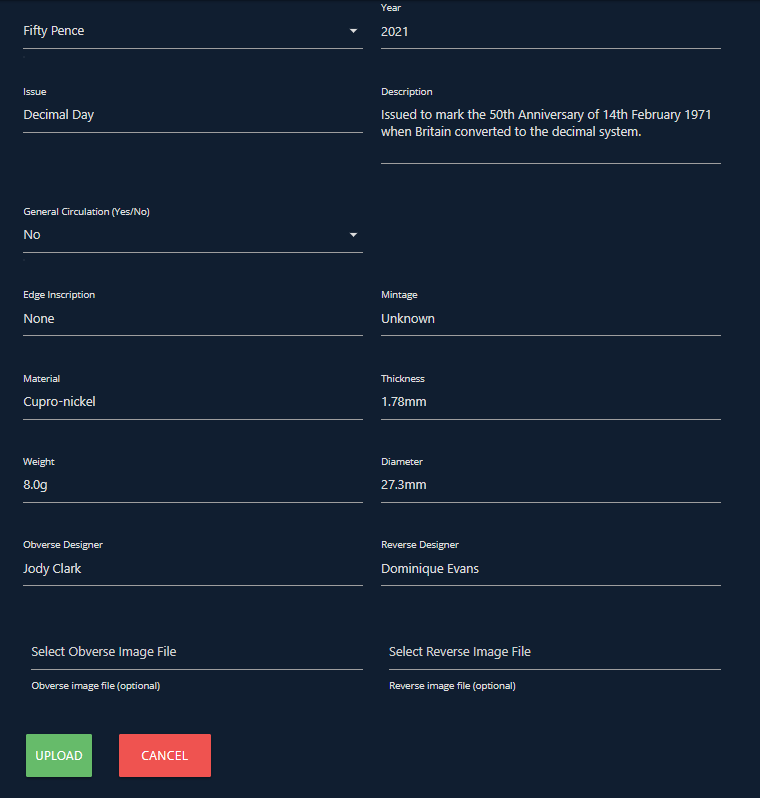 Year
Fifty Pence
2021
Issue
Description
Decimal Day
Issued to mark the 50th Anniversary of 14th February 1971
when Britain converted to the decimal system.
General Circulation (Yes/No)
No
Edge Inscription
Mintage
None
Unknown
Material
Thickness
Cupro-nickel
1.78mm
Weight
Diameter
8.0g
27.3mm
Obverse Designer
Reverse Designer
Jody Clark
Dominique Evans
Select Obverse Image File
Select Reverse Image File
Obverse image file (optional)
Reverse image file (optional)
UPLOAD
CANCEL